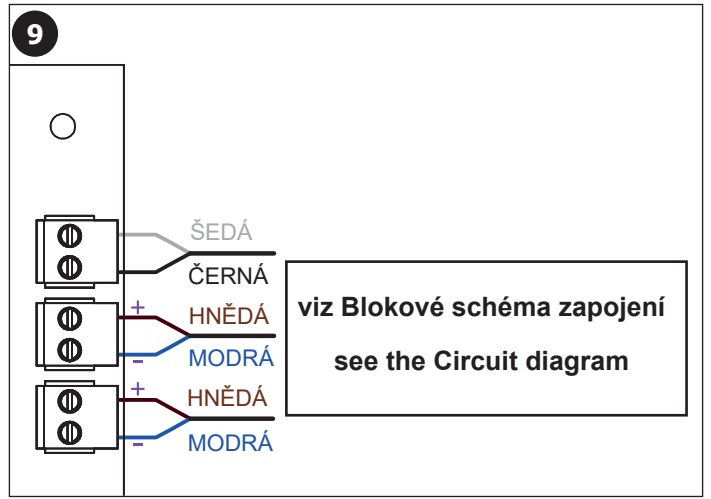 9
ŠEDÁ
ČERNÁ
+ HNĚDÁ
- MODRÁ
+ HNĚDÁ
- MODRÁ
viz Blokové schéma zapojení
see the Circuit diagram